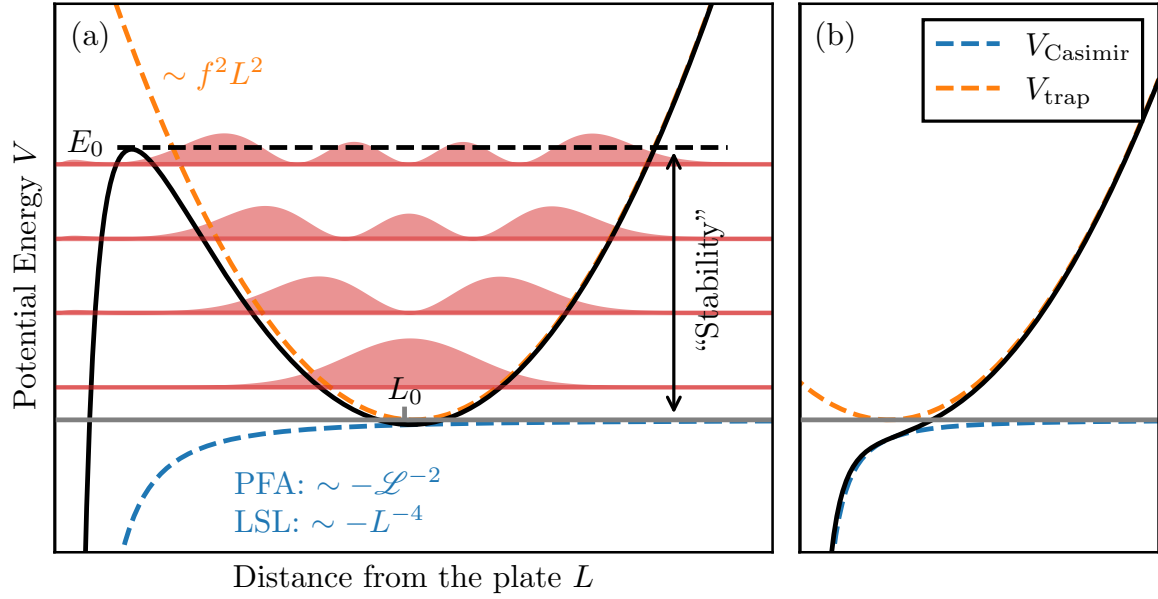 (a)
∼ f²L²
E₀
Potential Energy V
"Stability"
L₀
PFA: ∼ −ℒ⁻²
LSL: ∼ −L⁻⁴
Distance from the plate L
(b)
V_Casimir
V_trap